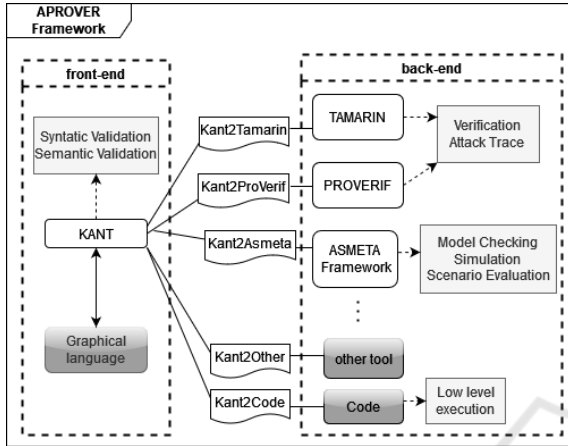 APROVER
Framework
front-end
back-end
Syntatic Validation
Semantic Validation
KANT
Graphical
language
Kant2Tamarin
Kant2ProVerif
Kant2Asmeta
Kant2Other
Kant2Code
TAMARIN
PROVERIF
ASMETA
Framework
other tool
Code
Verification
Attack Trace
Model Checking
Simulation
Scenario Evaluation
Low level
execution